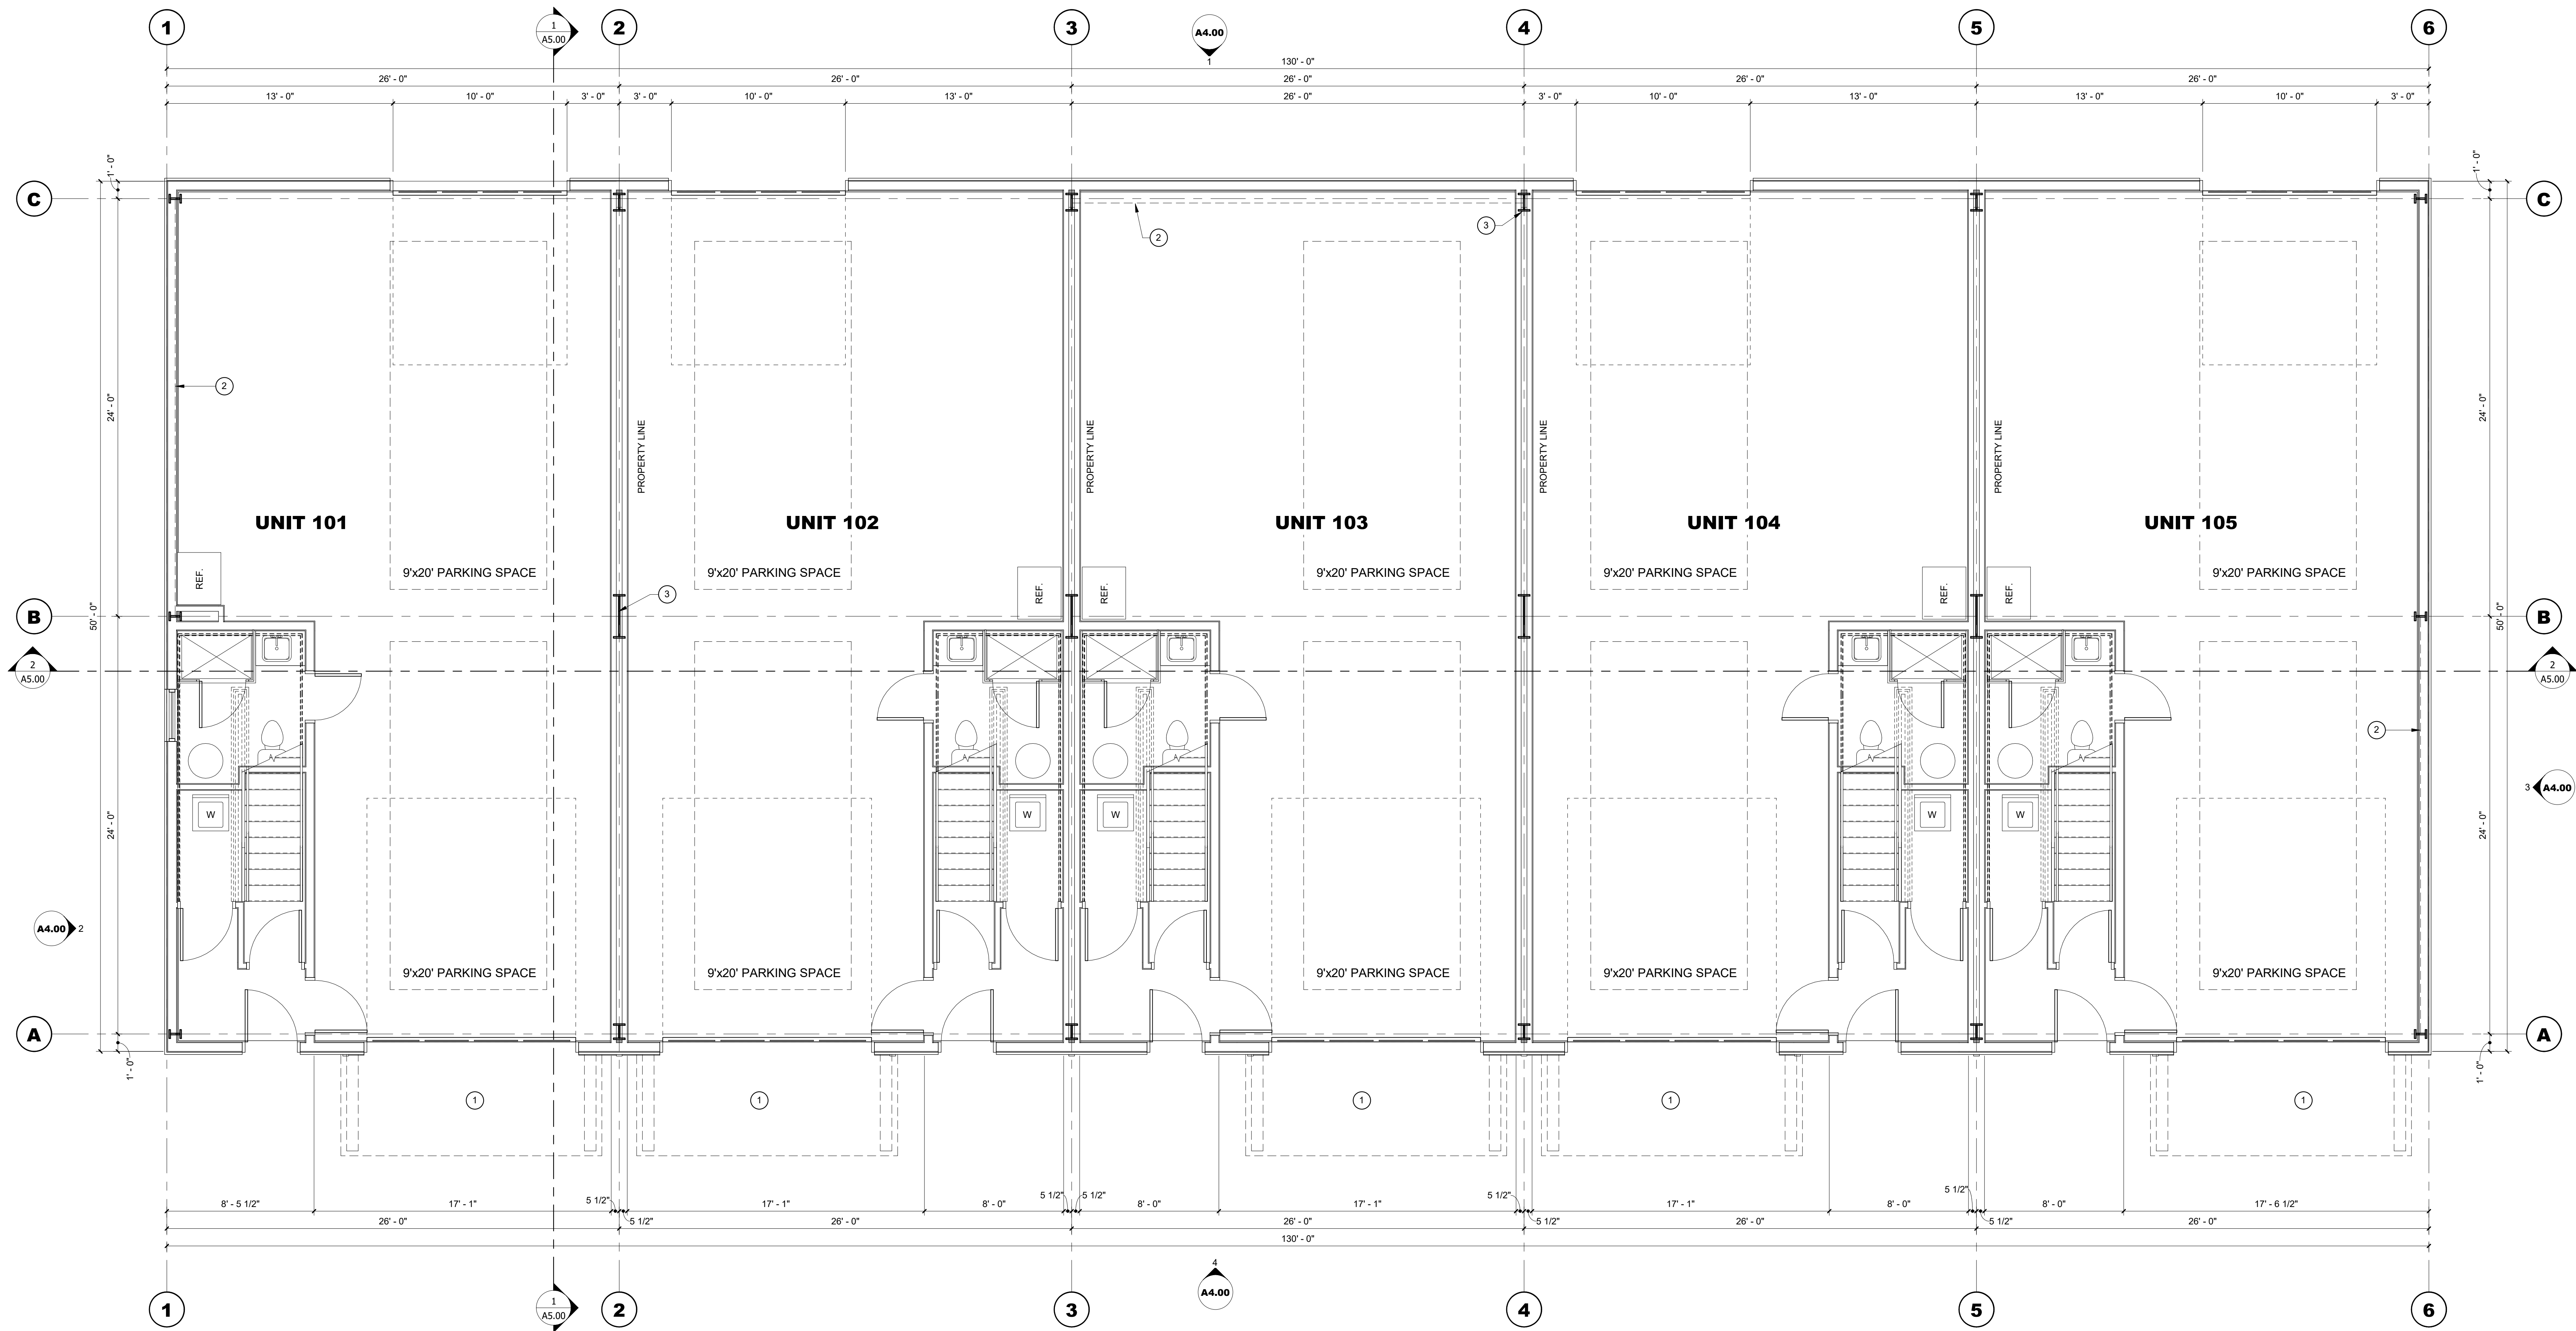 1
1
A5.00
2
3
A4.00
1
4
5
6
130' - 0"
26' - 0"
26' - 0"
26' - 0"
26' - 0"
26' - 0"
13' - 0"
10' - 0"
3' - 0"
3' - 0"
10' - 0"
13' - 0"
26' - 0"
3' - 0"
10' - 0"
13' - 0"
13' - 0"
10' - 0"
3' - 0"
1' - 0"
1' - 0"
C
C
2
3
2
24' - 0"
24' - 0"
PROPERTY LINE
PROPERTY LINE
PROPERTY LINE
PROPERTY LINE
UNIT 101
UNIT 102
UNIT 103
UNIT 104
UNIT 105
9'x20' PARKING SPACE
9'x20' PARKING SPACE
9'x20' PARKING SPACE
9'x20' PARKING SPACE
9'x20' PARKING SPACE
REF.
REF.
REF.
REF.
REF.
3
B
50' - 0"
50' - 0"
B
2
A5.00
2
A5.00
2
3
A4.00
W
W
W
W
W
24' - 0"
24' - 0"
A4.00
2
9'x20' PARKING SPACE
9'x20' PARKING SPACE
9'x20' PARKING SPACE
9'x20' PARKING SPACE
9'x20' PARKING SPACE
A
A
1' - 0"
1' - 0"
1
1
1
1
1
8' - 5 1/2"
17' - 1"
5 1/2"
5 1/2"
17' - 1"
8' - 0"
5 1/2"
5 1/2"
8' - 0"
17' - 1"
5 1/2"
5 1/2"
17' - 1"
8' - 0"
5 1/2"
5 1/2"
8' - 0"
17' - 6 1/2"
26' - 0"
26' - 0"
26' - 0"
26' - 0"
26' - 0"
130' - 0"
4
A4.00
1
1
A5.00
2
3
4
5
6